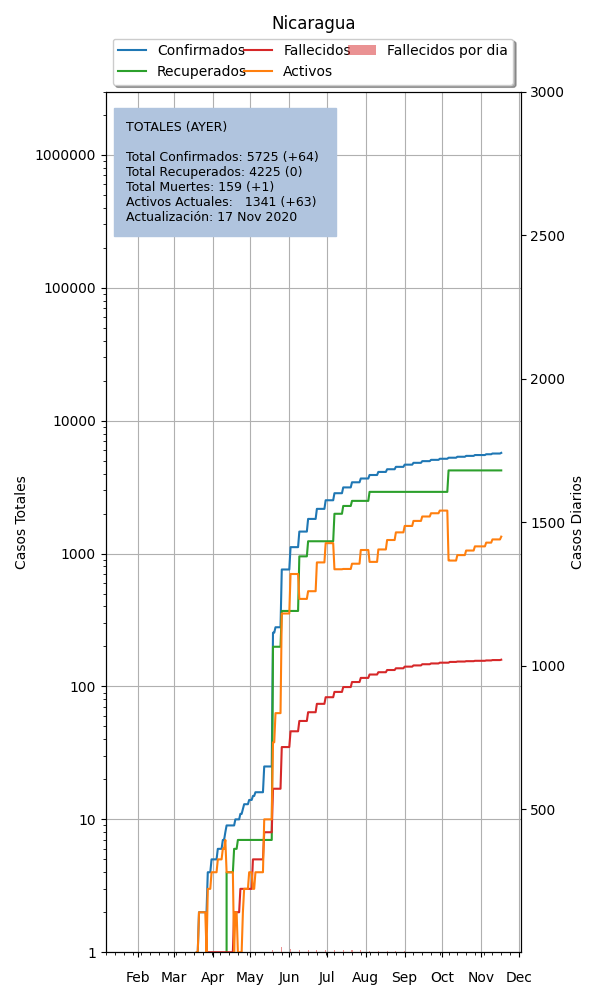 Nicaragua
Confirmados Fallecidos Fallecidos por dia
Recuperados Activos
TOTALES (AYER)
Total Confirmados: 5725 (+64)
Total Recuperados: 4225 (0)
Total Muertes: 159 (+1)
Activos Actuales: 1341 (+63)
Actualización: 17 Nov 2020
Casos Totales
1000000
100000
10000
1000
100
10
1
3000
2500
2000
1500
1000
500
Casos Diarios
Feb Mar Apr May Jun Jul Aug Sep Oct Nov Dec